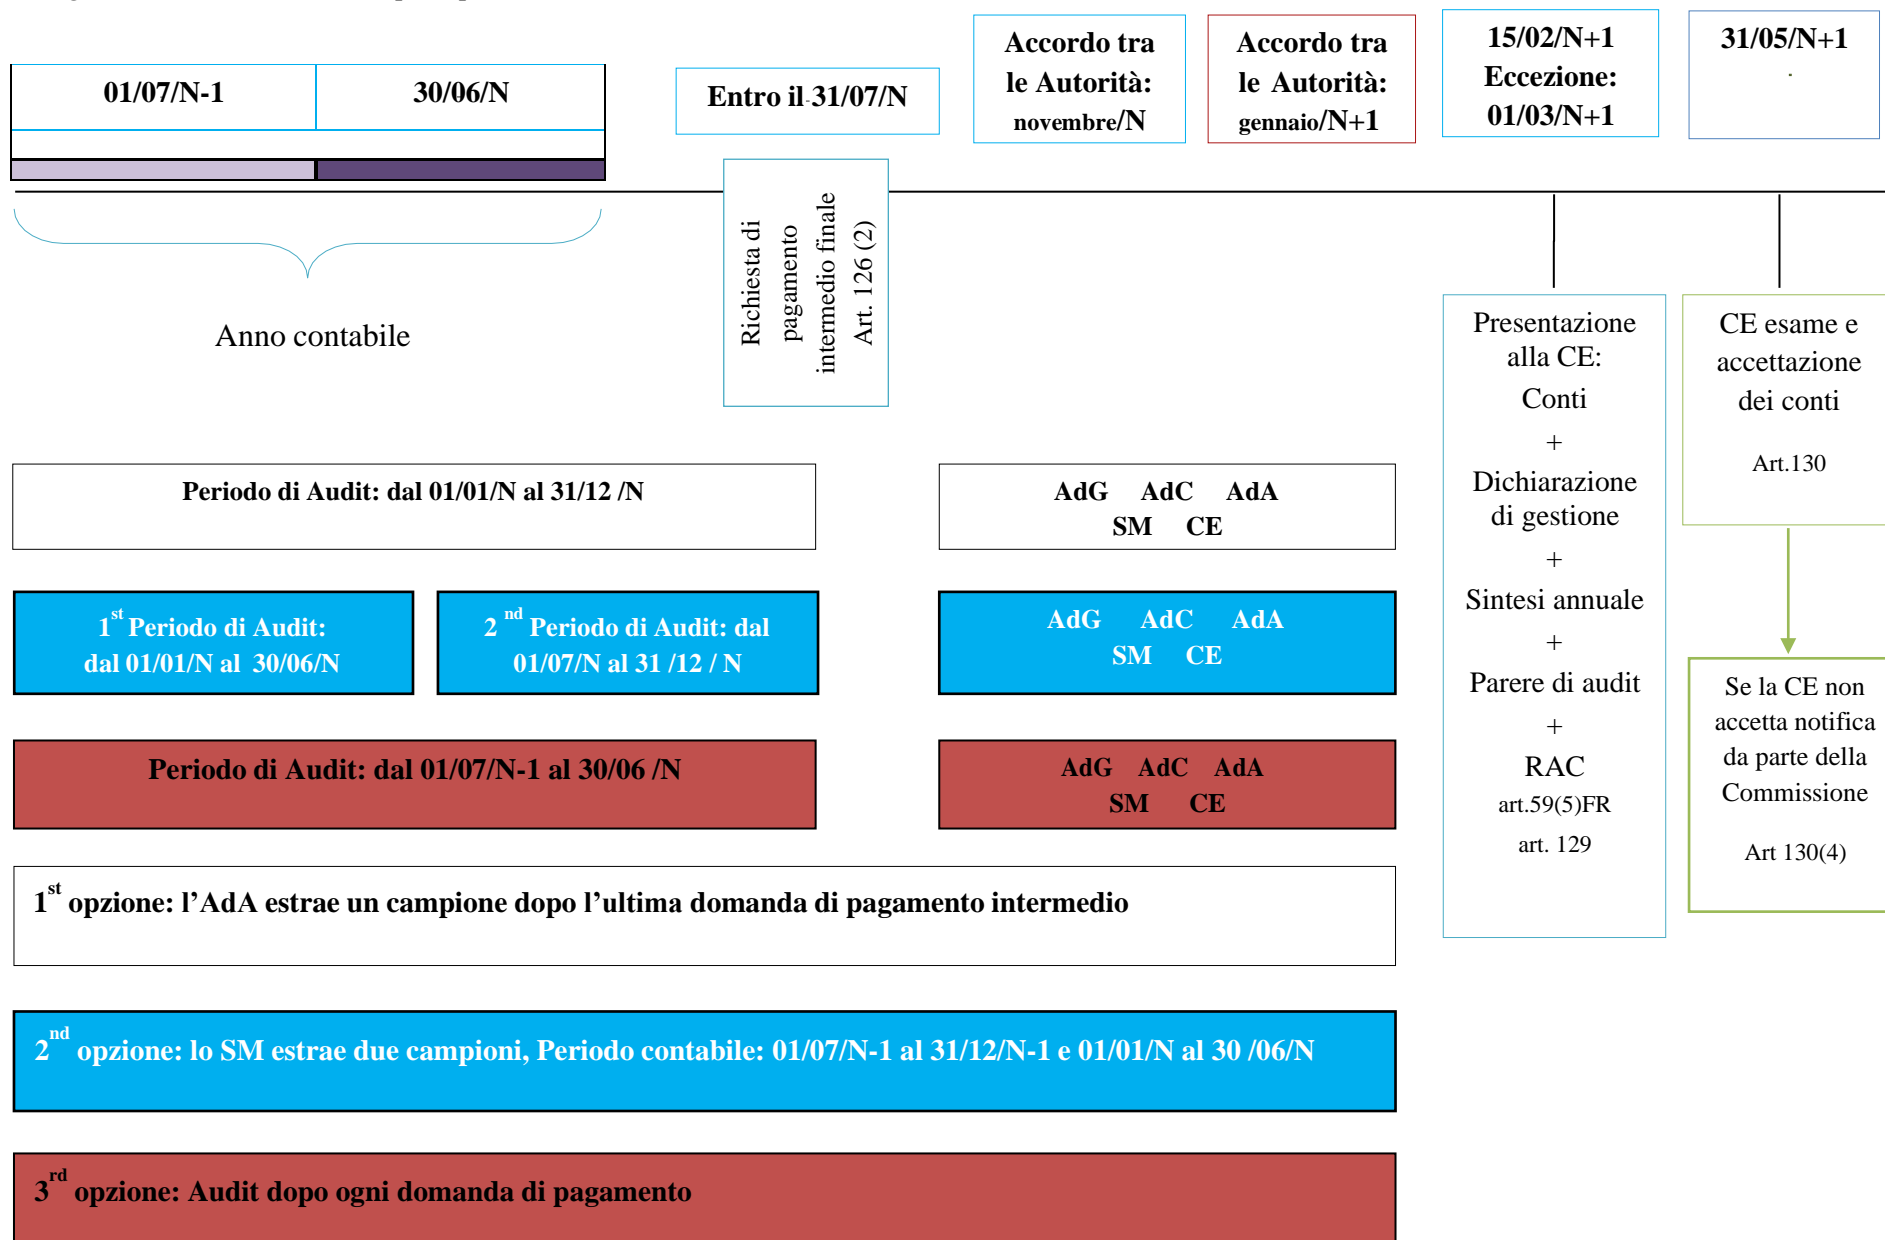 01/07/N-1
30/06/N
Entro il 31/07/N
Accordo tra
le Autorità:
novembre/N
Accordo tra
le Autorità:
gennaio/N+1
15/02/N+1
Eccezione:
01/03/N+1
31/05/N+1
Anno contabile
Richiesta di
pagamento
intermedio finale
Art. 126 (2)
Presentazione
alla CE:
Conti
+
Dichiarazione
di gestione
+
Sintesi annuale
+
Parere di audit
+
RAC
art.59(5)FR
art. 129
CE esame e
accettazione
dei conti
Art.130
Se la CE non
accetta notifica
da parte della
Commissione
Art 130(4)
Periodo di Audit: dal 01/01/N al 31/12 /N
AdG AdC AdA
SM CE
1st Periodo di Audit:
dal 01/01/N al 30/06/N
2 nd Periodo di Audit: dal
01/07/N al 31 /12 / N
AdG AdC AdA
SM CE
Periodo di Audit: dal 01/07/N-1 al 30/06 /N
AdG AdC AdA
SM CE
1st opzione: l’AdA estrae un campione dopo l’ultima domanda di pagamento intermedio
2nd opzione: lo SM estrae due campioni, Periodo contabile: 01/07/N-1 al 31/12/N-1 e 01/01/N al 30 /06/N
3rd opzione: Audit dopo ogni domanda di pagamento